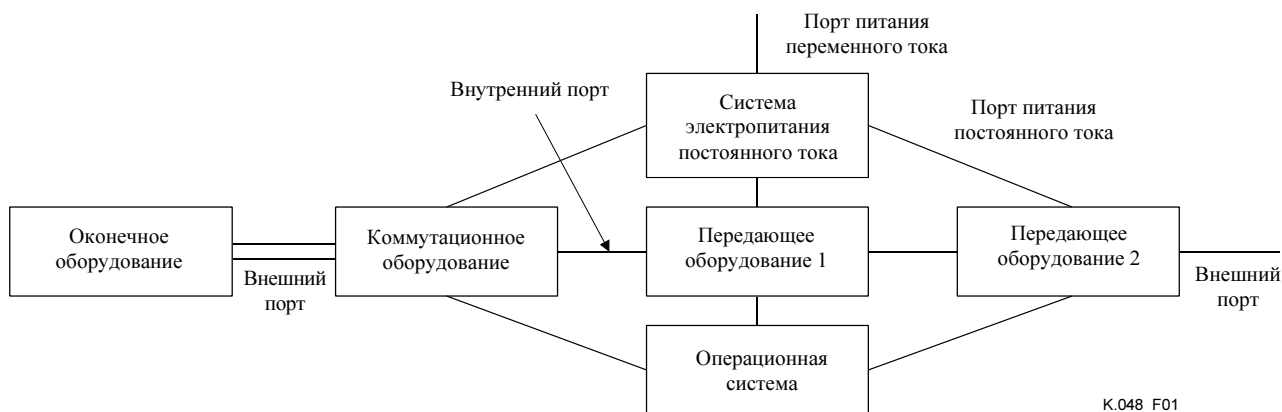 Порт питания
переменного тока
Внутренний порт
Система
электропитания
постоянного тока
Порт питания
постоянного тока
Оконечное
оборудование
Внешний
порт
Коммутационное
оборудование
Передающее
оборудование 1
Передающее
оборудование 2
Внешний
порт
Операционная
система
K.048_F01